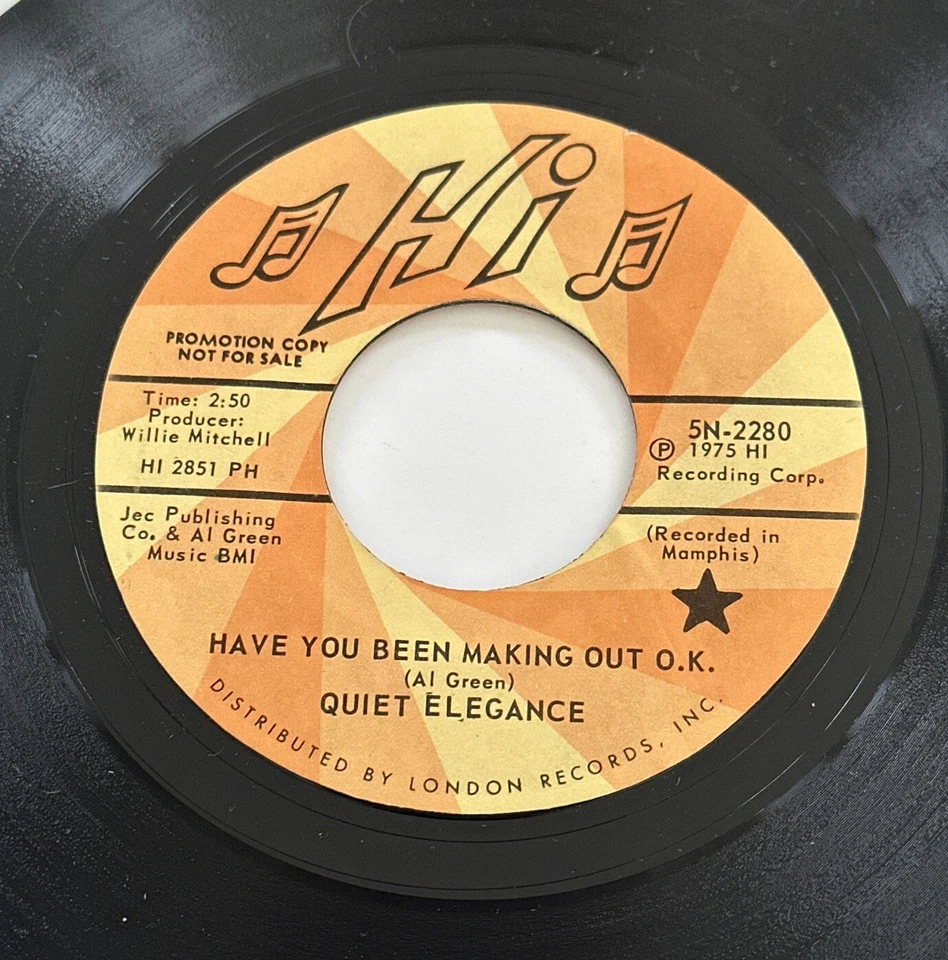 Hi
PROMOTION COPY
NOT FOR SALE
Time: 2:50
Producer:
Willie Mitchell
HI 2851 PH
Jec Publishing
Co. & Al Green
Music BMI
5N-2280
Ⓟ 1975 HI
Recording Corp.
(Recorded in
Memphis)
HAVE YOU BEEN MAKING OUT O.K.
(Al Green)
QUIET ELEGANCE
DISTRIBUTED BY LONDON RECORDS, INC.